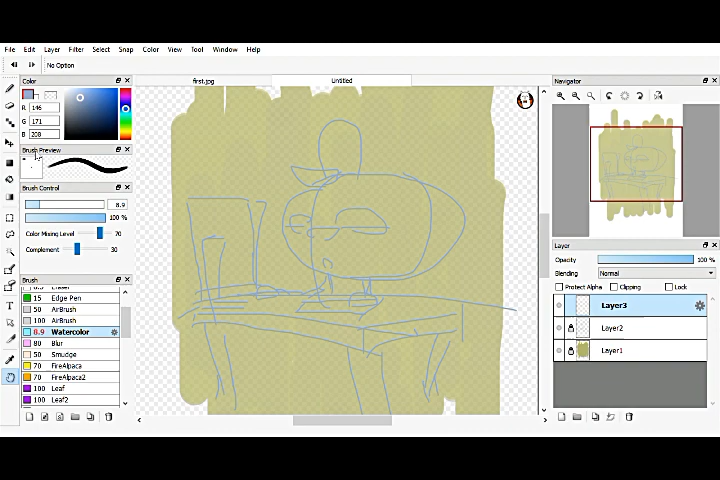 File Edit Layer Filter Select Snap Color View Tool Window Help
No Option
Color
first.jpg
Untitled
Navigator
R 146
G 171
B 208
Brush Preview
Brush Control
8.9
100 %
Color Mixing Level 70
Complement 30
Brush
15 Edge Pen
50 AirBrush
100 AirBrush
8.9 Watercolor
80 Blur
50 Smudge
70 FireAlpaca
70 FireAlpaca2
100 Leaf
100 Leaf2
Layer
Opacity 100 %
Blending Normal
Protect Alpha Clipping Lock
Layer3
Layer2
Layer1